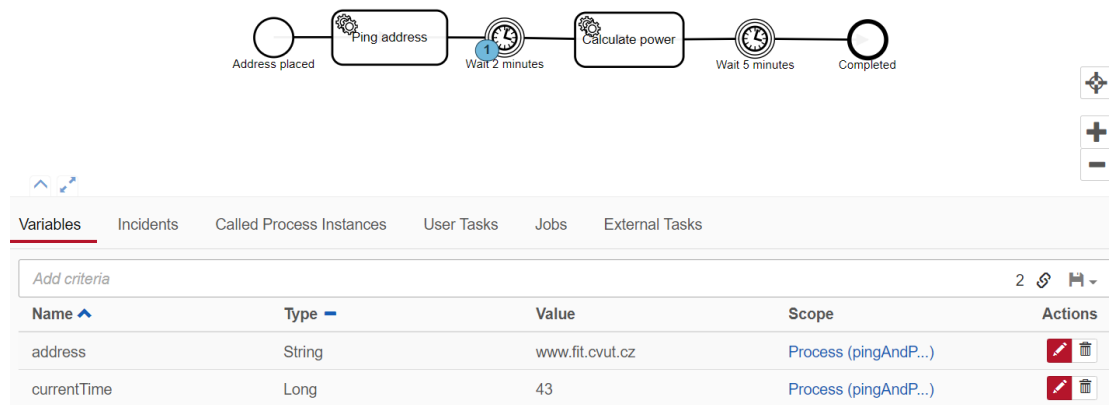 Ping address
Calculate power
1
Address placed
Wait 2 minutes
Wait 5 minutes
Completed
Variables Incidents Called Process Instances User Tasks Jobs External Tasks
Add criteria 2
Name Type Value Scope Actions
address String www.fit.cvut.cz Process (pingAndP...)
currentTime Long 43 Process (pingAndP...)